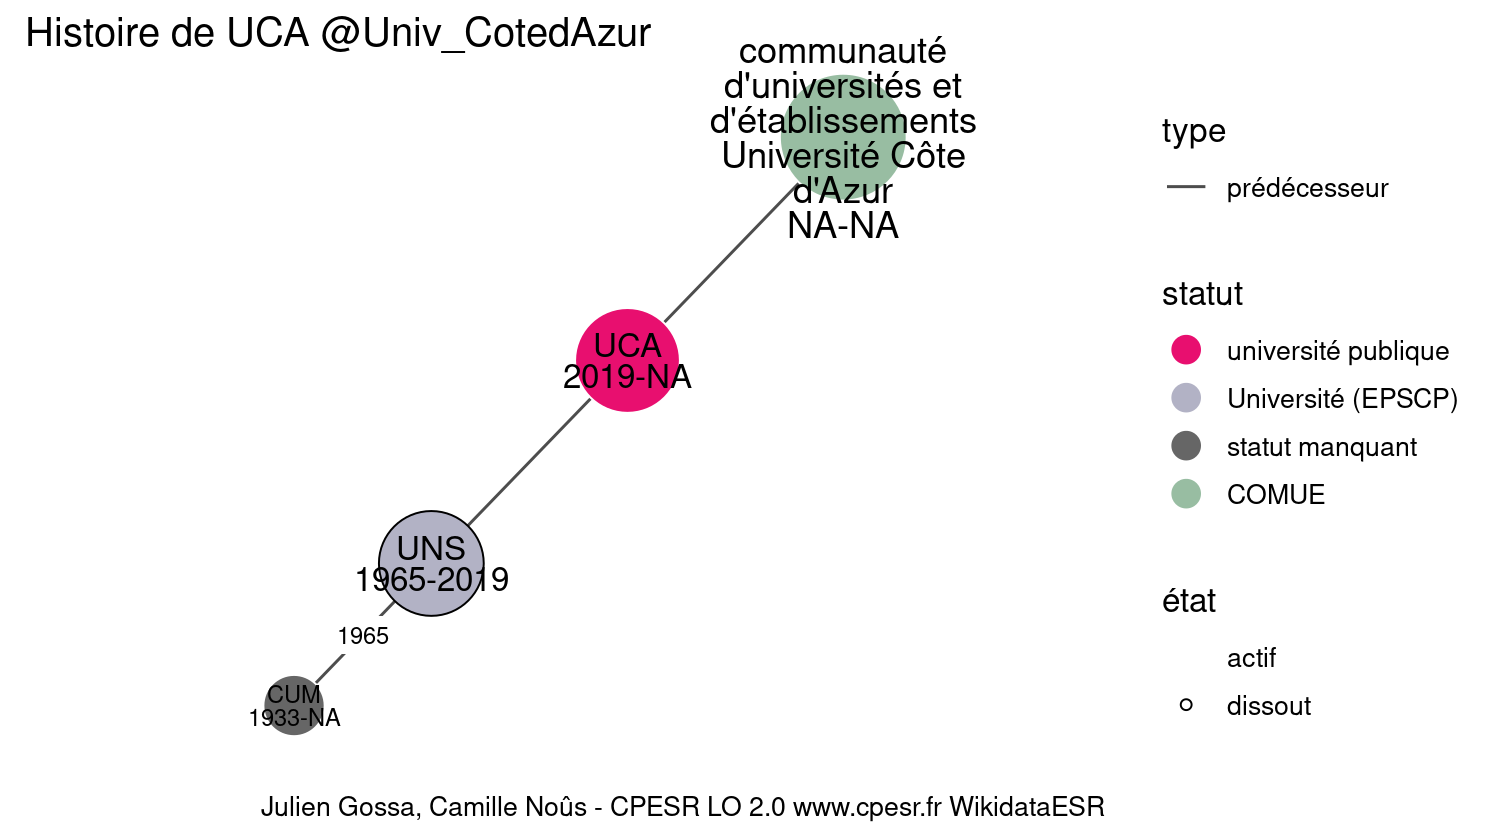 Histoire de UCA @Univ_CotedAzur
communauté
d'universités et
d'établissements
Université Côte
d'Azur
NA-NA
UCA
2019-NA
UNS
1965-2019
1965
CUM
1933-NA
type
prédécesseur
statut
université publique
Université (EPSCP)
statut manquant
COMUE
état
actif
dissout
Julien Gossa, Camille Noûs - CPESR LO 2.0 www.cpesr.fr WikidataESR